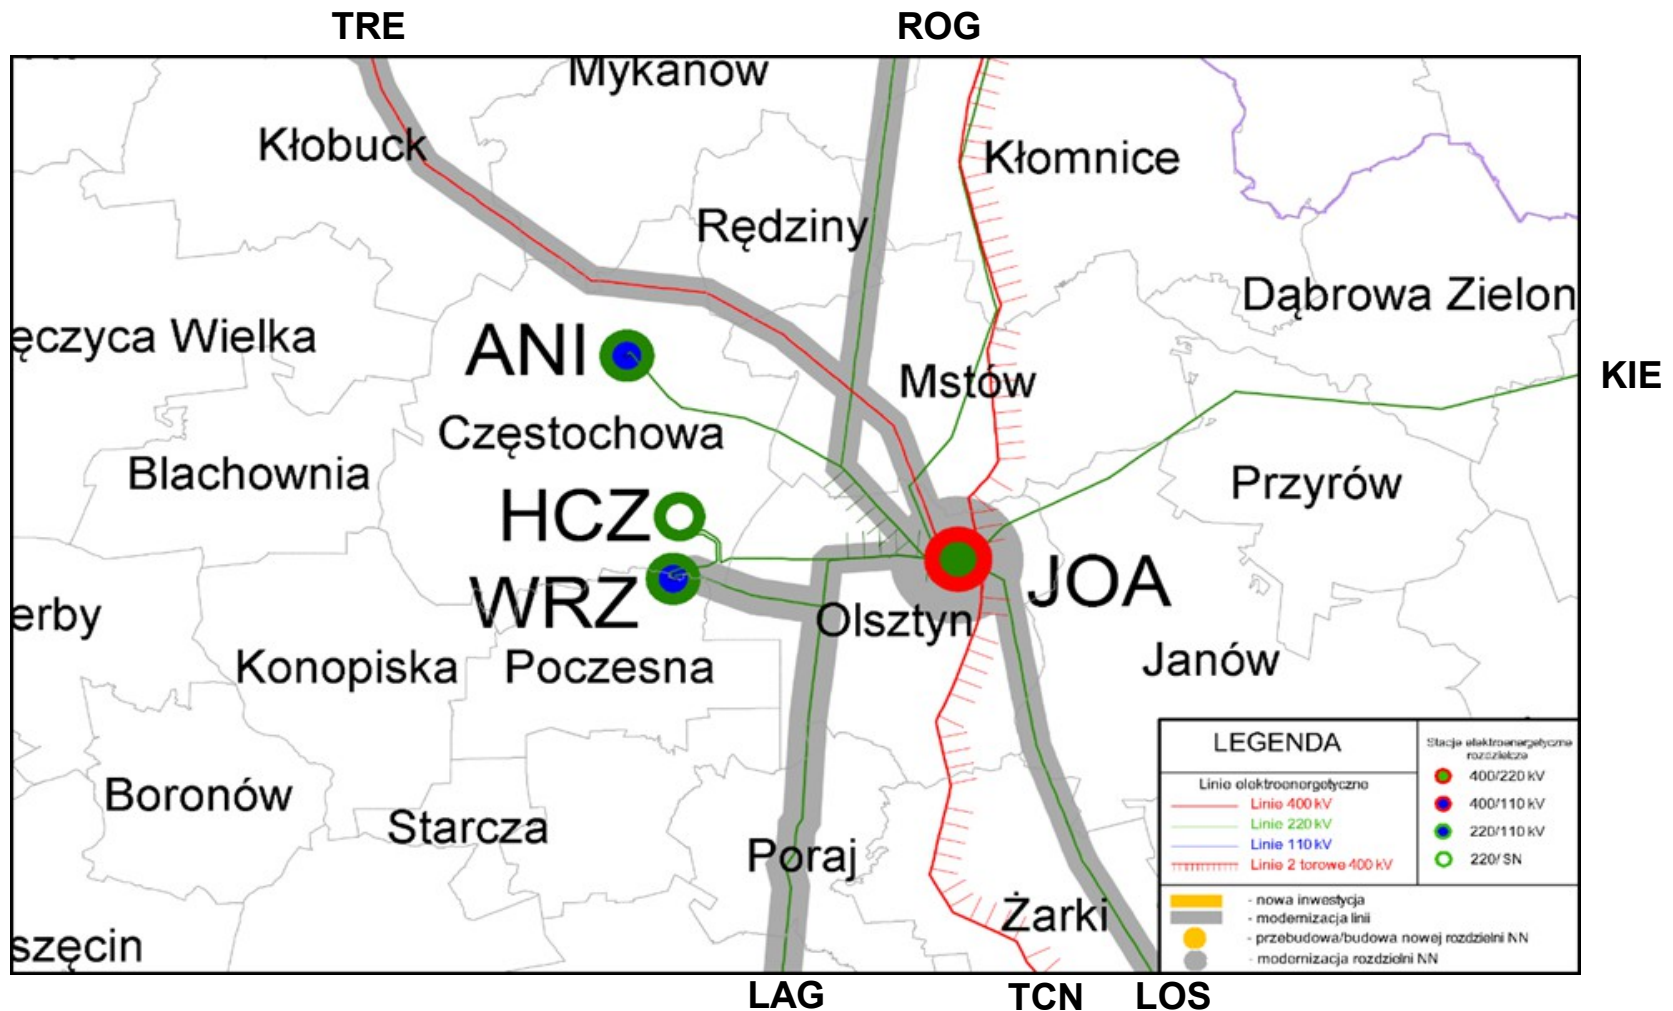 TRE
ROG
Mykanów
Kłobuck
Kłomnice
Rędziny
Dąbrowa Zielon
ęczyca Wielka
ANI
Mstów
KIE
Częstochowa
Blachownia
Przyrów
HCZ
JOA
WRZ
erby
Olsztyn
Konopiska
Poczesna
Janów
Boronów
Starcza
Poraj
Żarki
szęcin
LEGENDA
Linie elektroenergetyczne
Linie 400 kV
Linie 220 kV
Linie 110 kV
Linie 2 torowe 400 kV
Stacje elektroenergetyczne
rozdzielcze
400/220 kV
400/110 kV
220/110 kV
220/SN
- nowa inwestycja
- modernizacja linii
- przebudowa/budowa nowej rozdzielni NN
- modernizacja rozdzielni NN
LAG
TCN
LOS